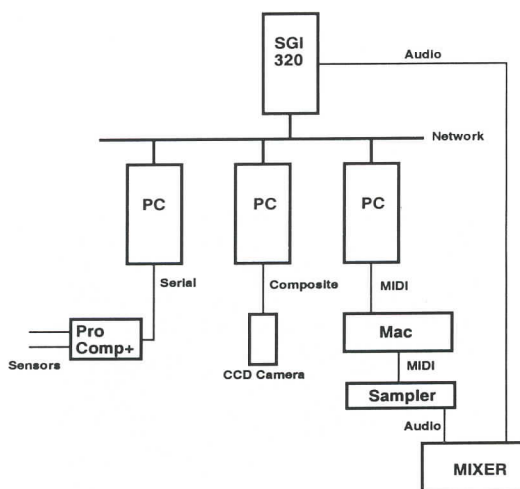 SGI
320
Audio
Network
PC
PC
PC
Serial
Composite
MIDI
Pro
Comp+
Sensors
CCD Camera
Mac
MIDI
Sampler
Audio
MIXER